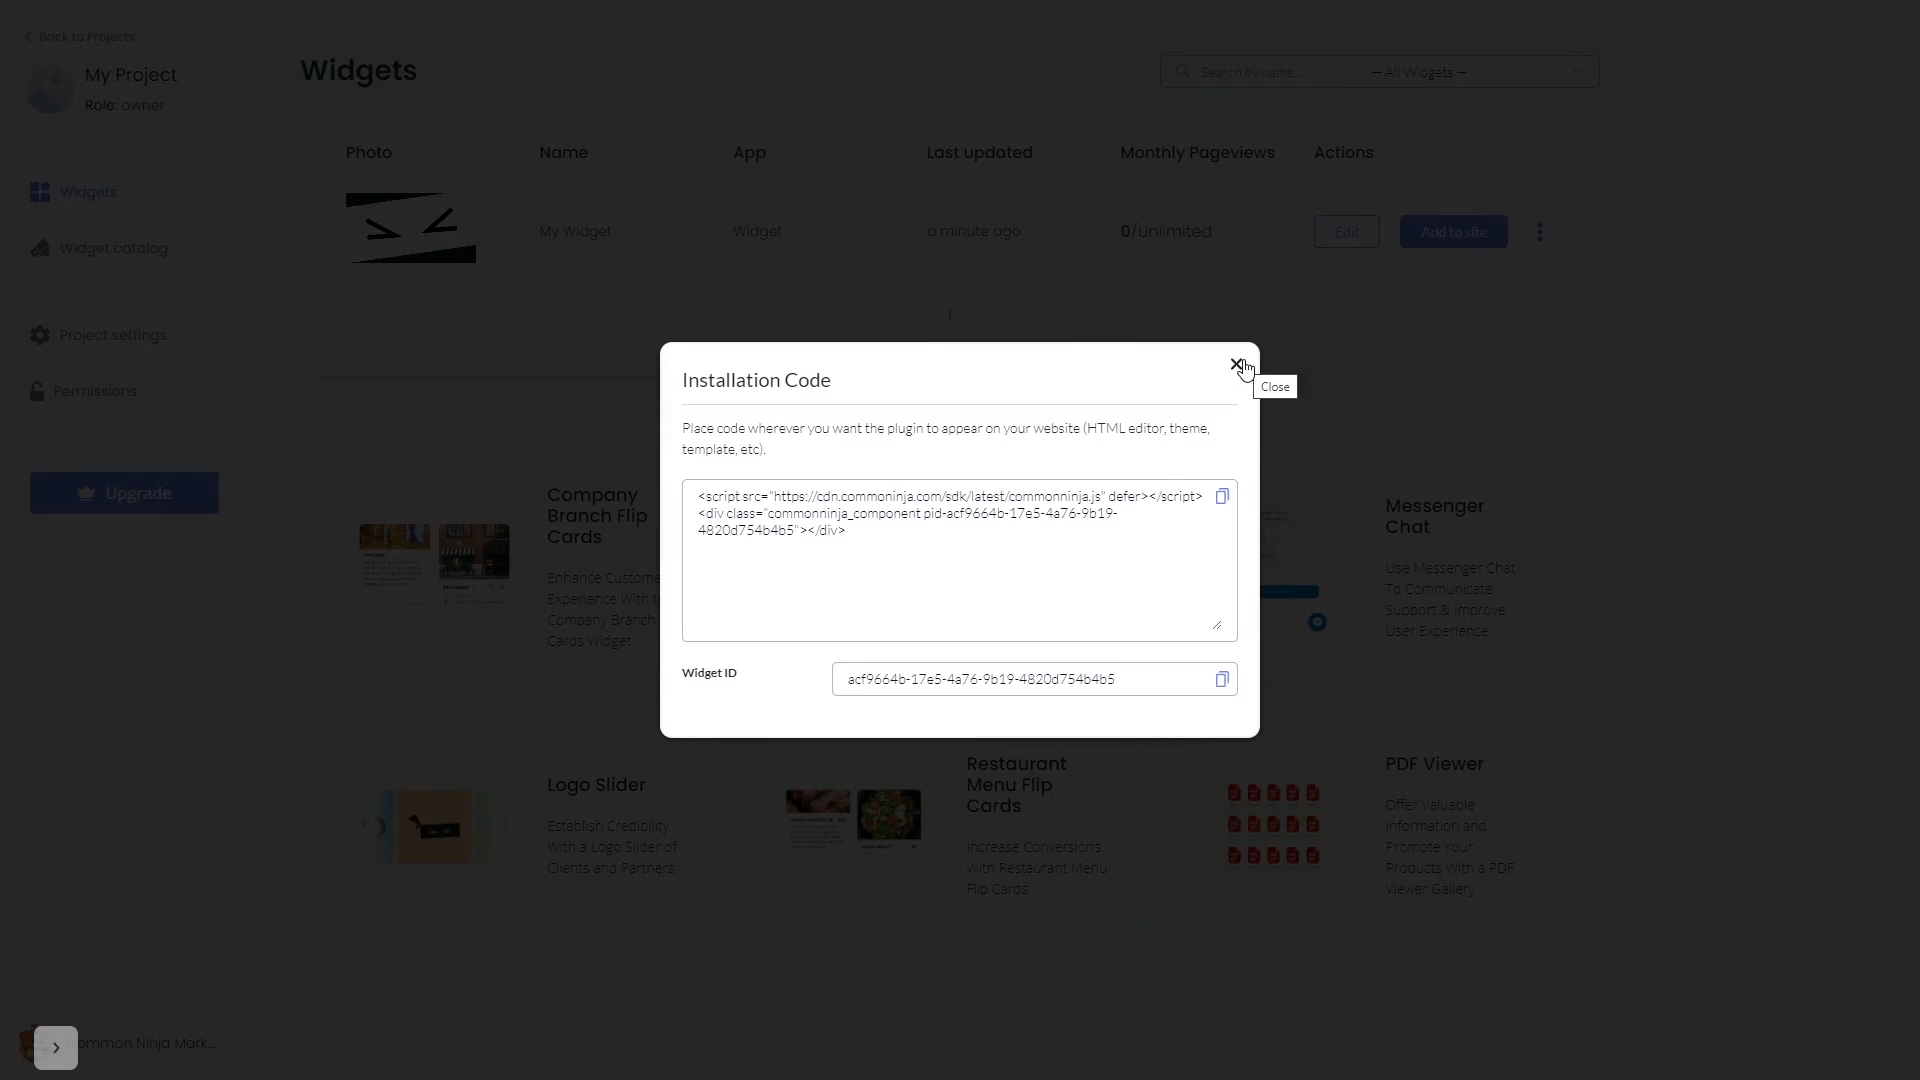 Back to Projects
My Project
Role: owner
Widgets
Widget catalog
Project settings
Permissions
Upgrade
Widgets
Search by name...
— All Widgets —
Photo
Name
App
Last updated
Monthly Pageviews
Actions
My Widget
Widget
a minute ago
0/Unlimited
Edit
Add to site
1
Installation Code
Close
Place code wherever you want the plugin to appear on your website (HTML editor, theme,
template, etc).
<script src="https://cdn.commoninja.com/sdk/latest/commonninja.js" defer></script>
<div class="commonninja_component pid-acf9664b-17e5-4a76-9b19-
4820d754b4b5"></div>
Widget ID
acf9664b-17e5-4a76-9b19-4820d754b4b5
Company
Branch Flip
Cards
Enhance Custome
Experience With
Company Branch
Cards Widget
Messenger
Chat
Use Messenger Chat
To Communicate,
Support & Improve
User Experience
Logo Slider
Establish Credibility
With a Logo Slider of
Clients and Partners
Restaurant
Menu Flip
Cards
Increase Conversions
With Restaurant Menu
Flip Cards
PDF Viewer
Offer Valuable
Information and
Promote Your
Products With a PDF
Viewer Gallery
ommon Ninja Mark...